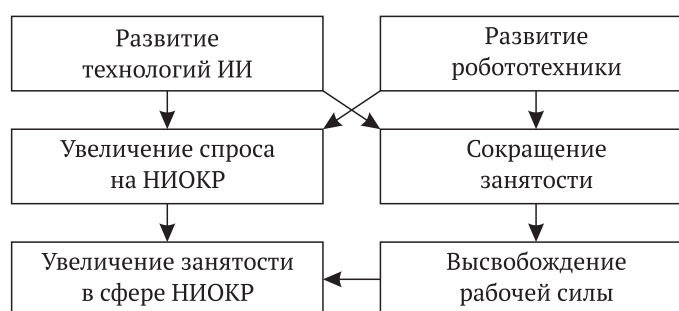 Развитие
технологий ИИ
Развитие
робототехники
Увеличение спроса
на НИОКР
Сокращение
занятости
Увеличение занятости
в сфере НИОКР
Высвобождение
рабочей силы